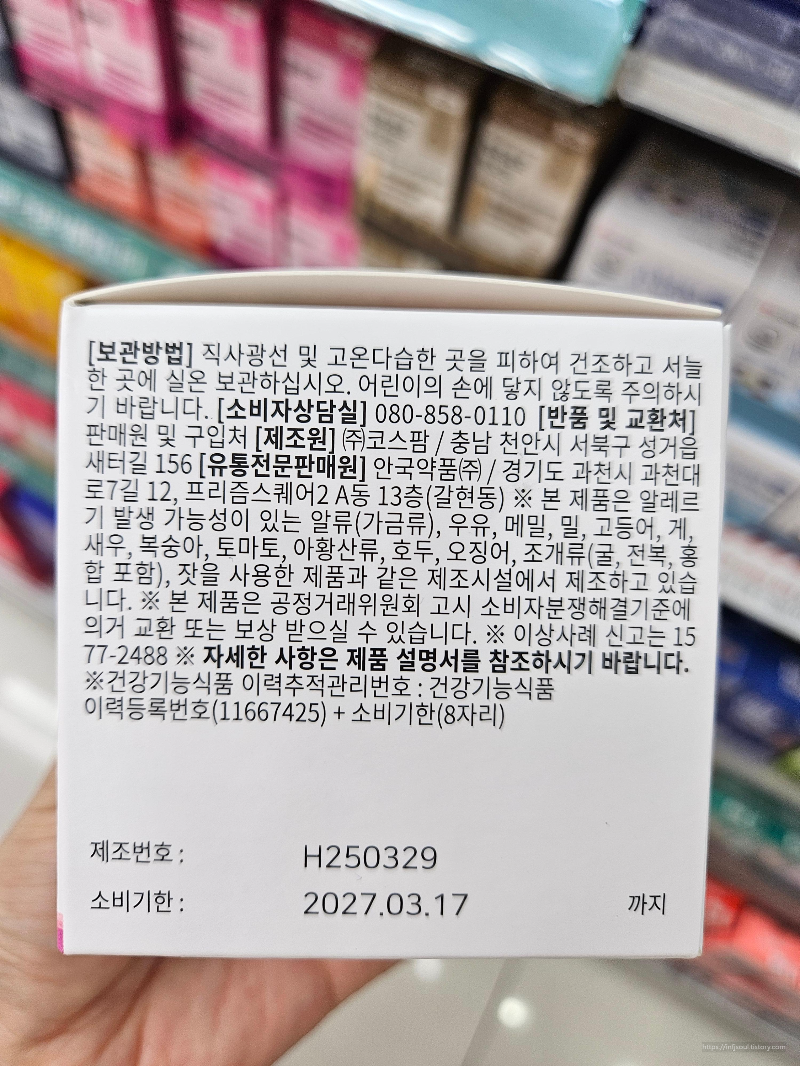 [보관방법] 직사광선 및 고온다습한 곳을 피하여 건조하고 서늘
한 곳에 실온 보관하십시오. 어린이의 손에 닿지 않도록 주의하시
기 바랍니다. [소비자상담실] 080-858-0110 [반품 및 교환처]
판매원 및 구입처 [제조원] ㈜코스팜 / 충남 천안시 서북구 성거읍
새터길 156 [유통전문판매원] 안국약품㈜ / 경기도 과천시 과천대
로7길 12, 프리즘스퀘어2 A동 13층(갈현동) ※ 본 제품은 알레르
기 발생 가능성이 있는 알류(가금류), 우유, 메밀, 밀, 고등어, 게,
새우, 복숭아, 토마토, 아황산류, 호두, 오징어, 조개류(굴, 전복, 홍
합 포함), 잣을 사용한 제품과 같은 제조시설에서 제조하고 있습
니다. ※ 본 제품은 공정거래위원회 고시 소비자분쟁해결기준에
의거 교환 또는 보상 받으실 수 있습니다. ※ 이상사례 신고는 15
77-2488 ※ 자세한 사항은 제품 설명서를 참조하시기 바랍니다.
※건강기능식품 이력추적관리번호 : 건강기능식품
이력등록번호(11667425) + 소비기한(8자리)
제조번호 : H250329
소비기한 : 2027.03.17 까지
https://infjsoul.tistory.com